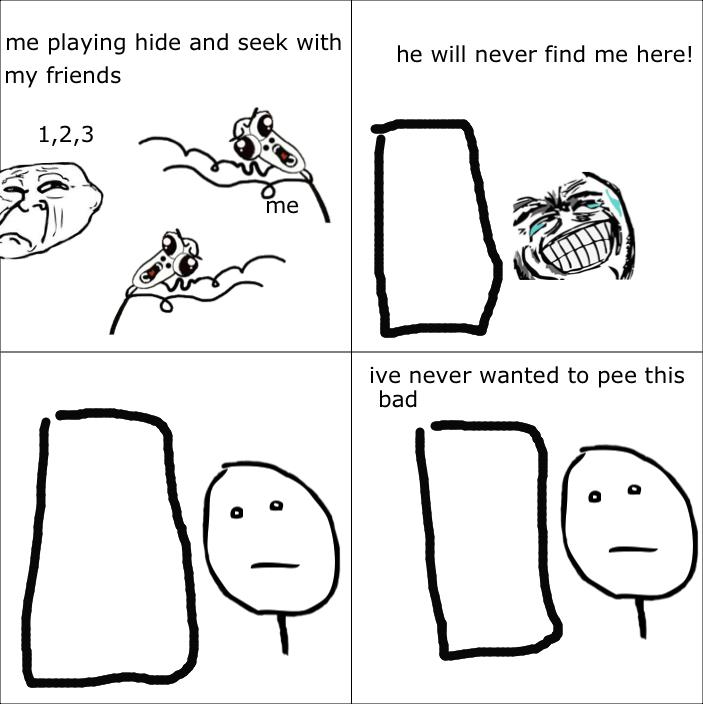 me playing hide and seek with
my friends
1,2,3
me
he will never find me here!
ive never wanted to pee this
bad